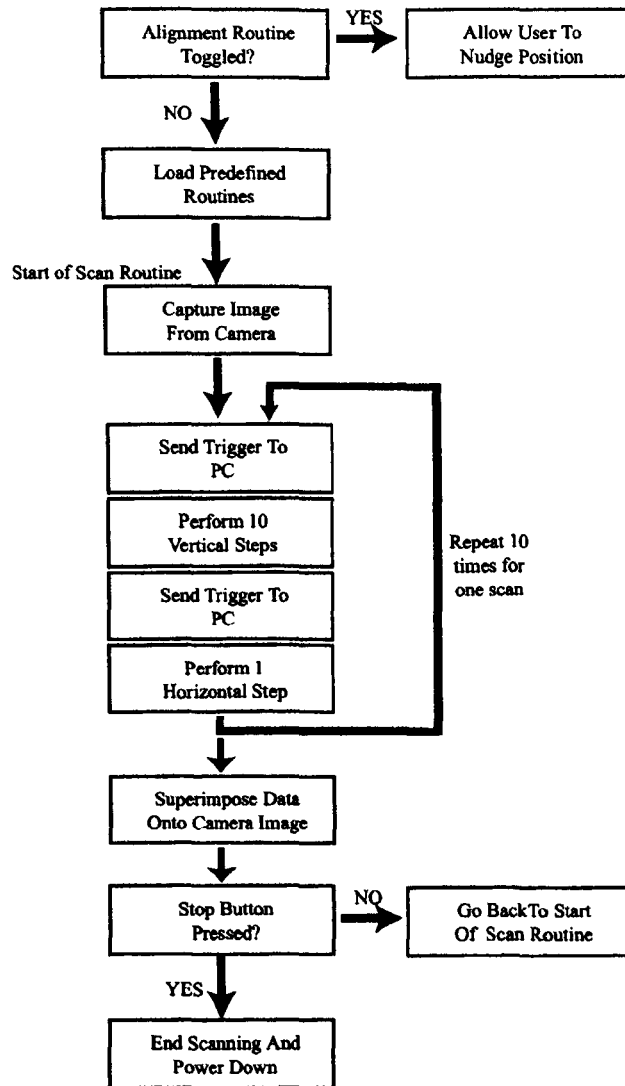 Alignment Routine
Toggled?
YES
Allow User To
Nudge Position
NO
Load Predefined
Routines
Start of Scan Routine
Capture Image
From Camera
Send Trigger To
PC
Perform 10
Vertical Steps
Send Trigger To
PC
Perform 1
Horizontal Step
Repeat 10
times for
one scan
Superimpose Data
Onto Camera Image
Stop Button
Pressed?
NO
Go BackTo Start
Of Scan Routine
YES
End Scanning And
Power Down